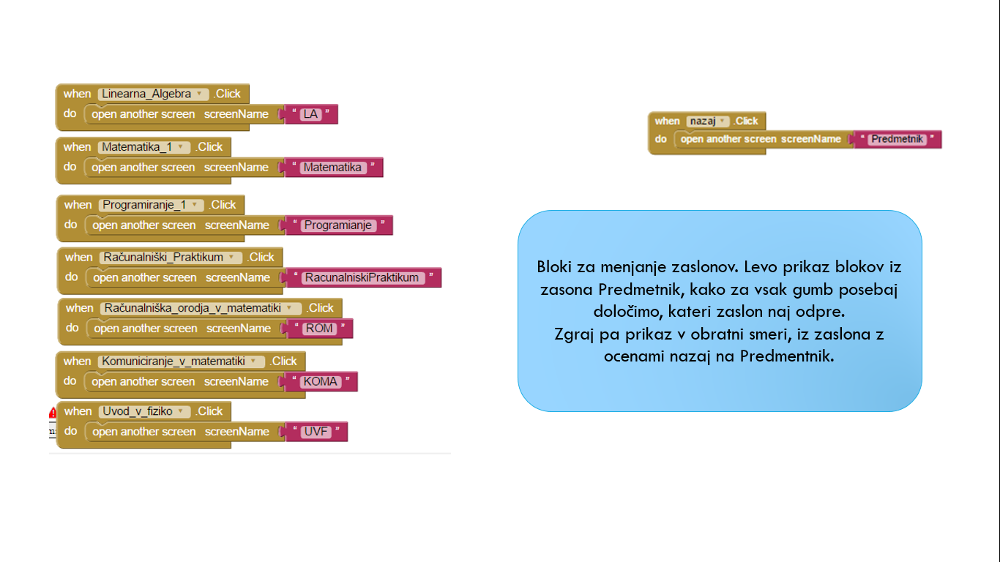 when Linearna_Algebra .Click
do open another screen screenName " LA "
when Matematika_1 .Click
do open another screen screenName " Matematika "
when Programiranje_1 .Click
do open another screen screenName " Programianje "
when Računalniški_Praktikum .Click
do open another screen screenName " RacunalniskiPraktikum "
when Računalniška_orodja_v_matematiki .Click
do open another screen screenName " ROM "
when Komuniciranje_v_matematiki .Click
do open another screen screenName " KOMA "
when Uvod_v_fiziko .Click
do open another screen screenName " UVF "
when nazaj .Click
do open another screen screenName " Predmetnik "
Bloki za menjanje zaslonov. Levo prikaz blokov iz
zasona Predmetnik, kako za vsak gumb posebaj
določimo, kateri zaslon naj odpre.
Zgraj pa prikaz v obratni smeri, iz zaslona z
ocenami nazaj na Predmentnik.